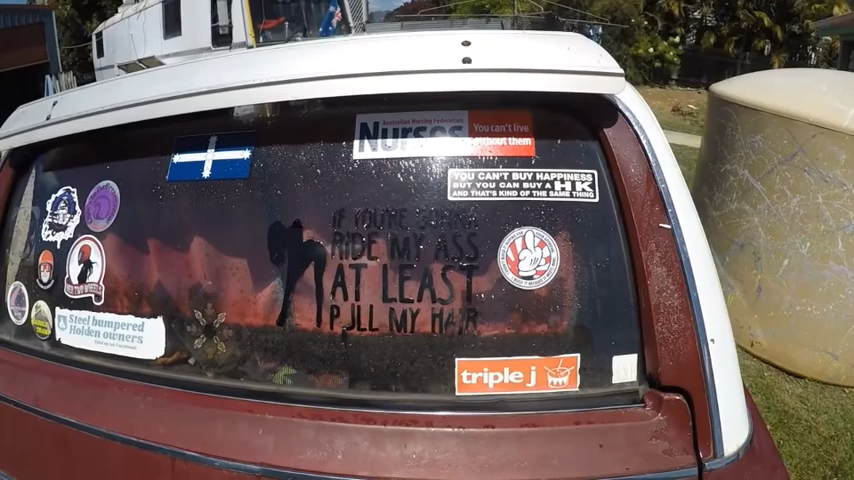 Australian Nursing Federation
Nurses
You can't live
without them
YOU CAN'T BUY HAPPINESS
BUT YOU CAN BUY A HK
AND THAT'S KIND OF THE SAME THING
IF YOU'RE GONNA
RIDE MY ASS
AT LEAST
PULL MY HAIR
Steel bumpered
Holden owners
triple j